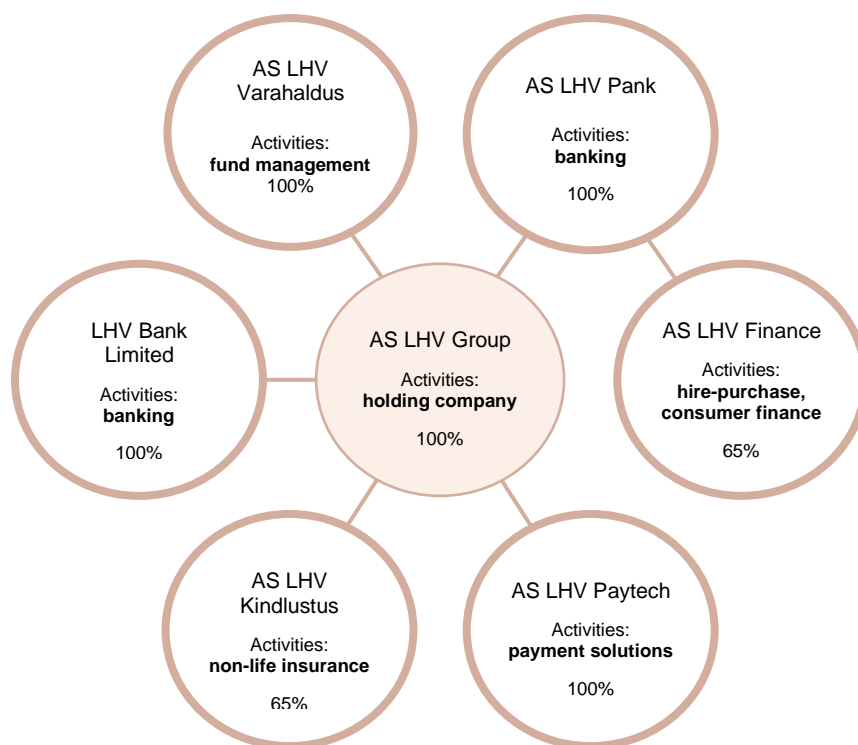 AS LHV
Varahaldus
Activities:
fund management
100%
AS LHV Pank
Activities:
banking
100%
LHV Bank
Limited
Activities:
banking
100%
AS LHV Group
Activities:
holding company
100%
AS LHV Finance
Activities:
hire-purchase,
consumer finance
65%
AS LHV
Kindlustus
Activities:
non-life insurance
65%
AS LHV Paytech
Activities:
payment solutions
100%